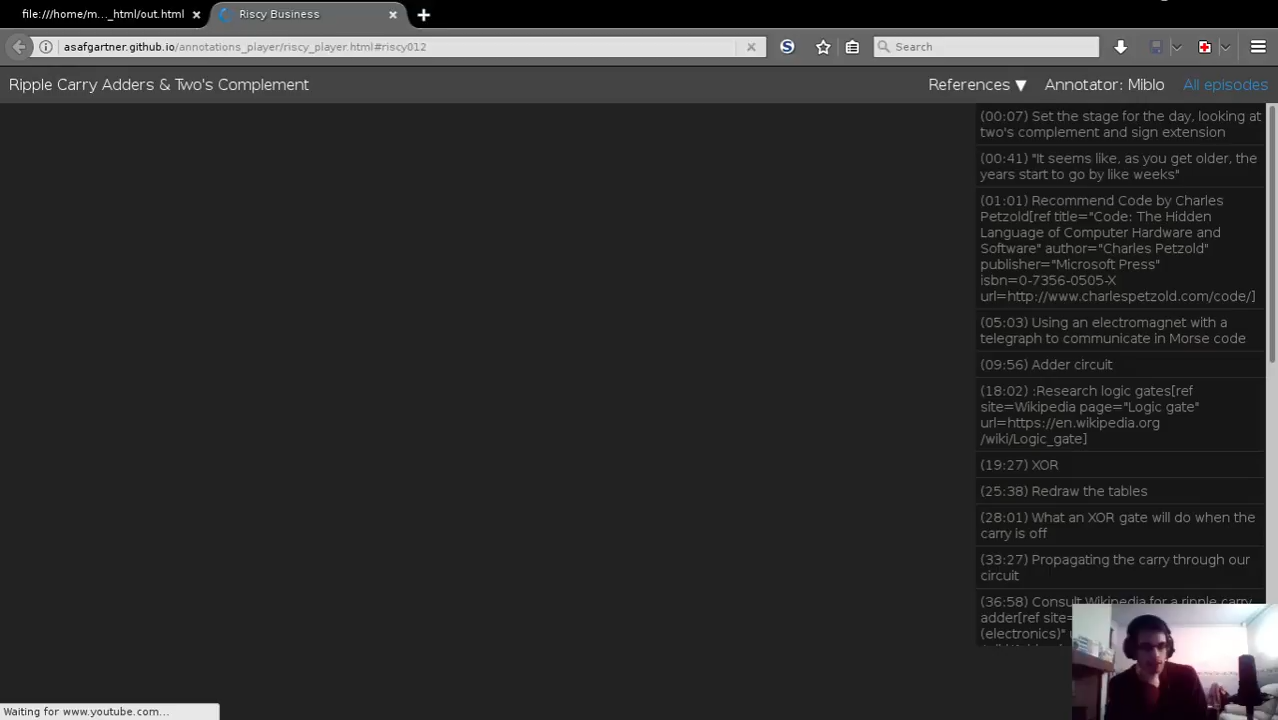 file:///home/m..._html/out.html
Riscy Business
asafgartner.github.io/annotations_player/riscy_player.html#riscy012
Search
Ripple Carry Adders & Two's Complement
References ▼
Annotator: Miblo
All episodes
(00:07) Set the stage for the day, looking at
two's complement and sign extension
(00:41) "It seems like, as you get older, the
years start to go by like weeks"
(01:01) Recommend Code by Charles
Petzold[ref title="Code: The Hidden
Language of Computer Hardware and
Software" author="Charles Petzold"
publisher="Microsoft Press"
isbn=0-7356-0505-X
url=http://www.charlespetzold.com/code/]
(05:03) Using an electromagnet with a
telegraph to communicate in Morse code
(09:56) Adder circuit
(18:02) :Research logic gates[ref
site=Wikipedia page="Logic gate"
url=https://en.wikipedia.org
/wiki/Logic_gate]
(19:27) XOR
(25:38) Redraw the tables
(28:01) What an XOR gate will do when the
carry is off
(33:27) Propagating the carry through our
circuit
(36:58) Consult Wikipedia for a ripple carry
adder[ref site=
(electronics)"
Waiting for www.youtube.com...